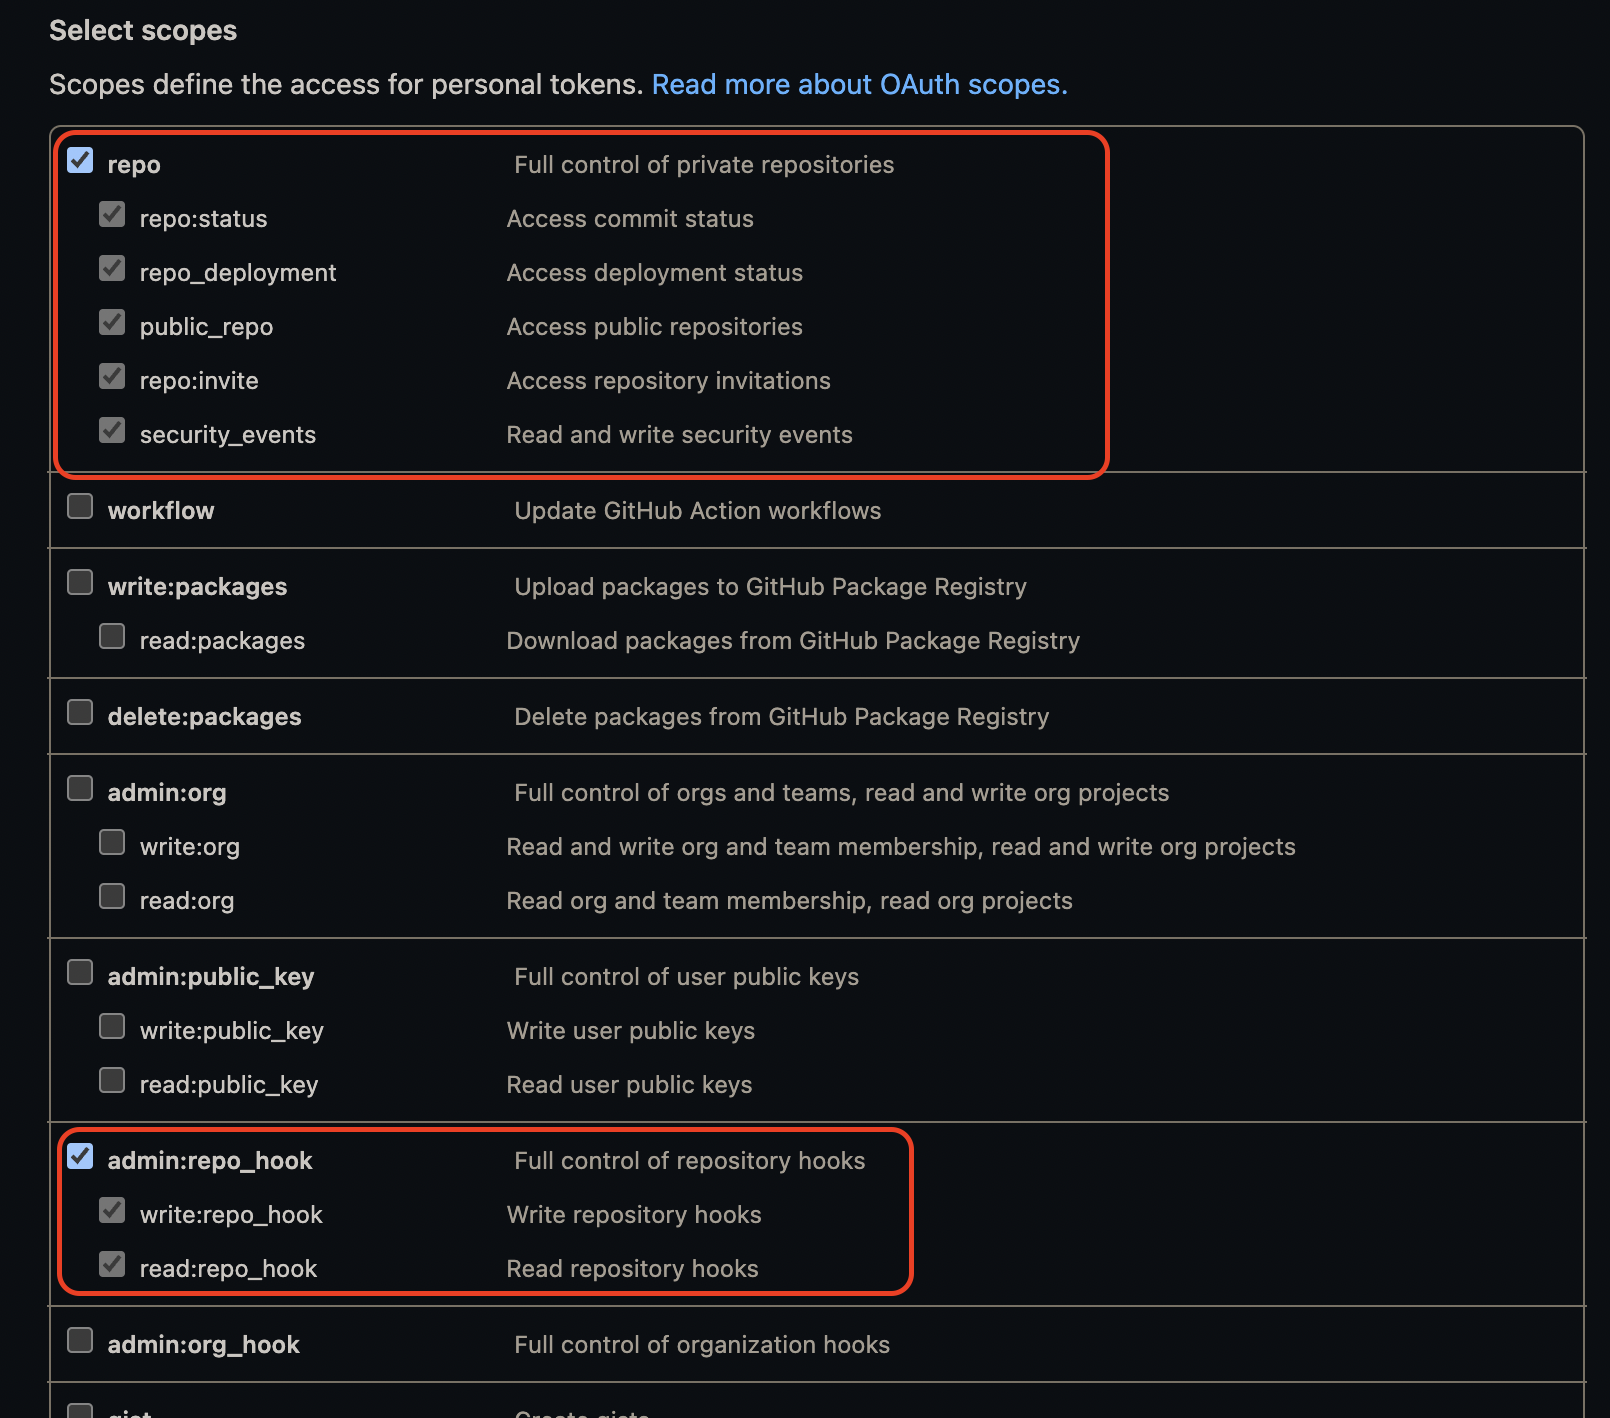 Select scopes
Scopes define the access for personal tokens. Read more about OAuth scopes.
repo Full control of private repositories
repo:status Access commit status
repo_deployment Access deployment status
public_repo Access public repositories
repo:invite Access repository invitations
security_events Read and write security events
workflow Update GitHub Action workflows
write:packages Upload packages to GitHub Package Registry
read:packages Download packages from GitHub Package Registry
delete:packages Delete packages from GitHub Package Registry
admin:org Full control of orgs and teams, read and write org projects
write:org Read and write org and team membership, read and write org projects
read:org Read org and team membership, read org projects
admin:public_key Full control of user public keys
write:public_key Write user public keys
read:public_key Read user public keys
admin:repo_hook Full control of repository hooks
write:repo_hook Write repository hooks
read:repo_hook Read repository hooks
admin:org_hook Full control of organization hooks
gist Create gists